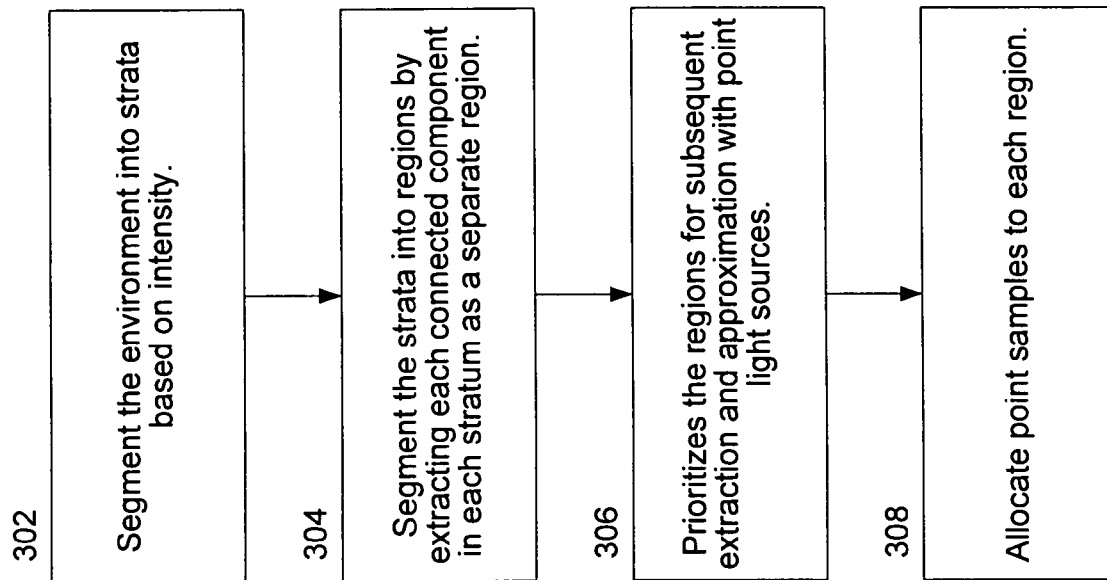 302
Segment the environment into strata
based on intensity.
304
Segment the strata into regions by
extracting each connected component
in each stratum as a separate region.
306
Prioritizes the regions for subsequent
extraction and approximation with point
light sources.
308
Allocate point samples to each region.